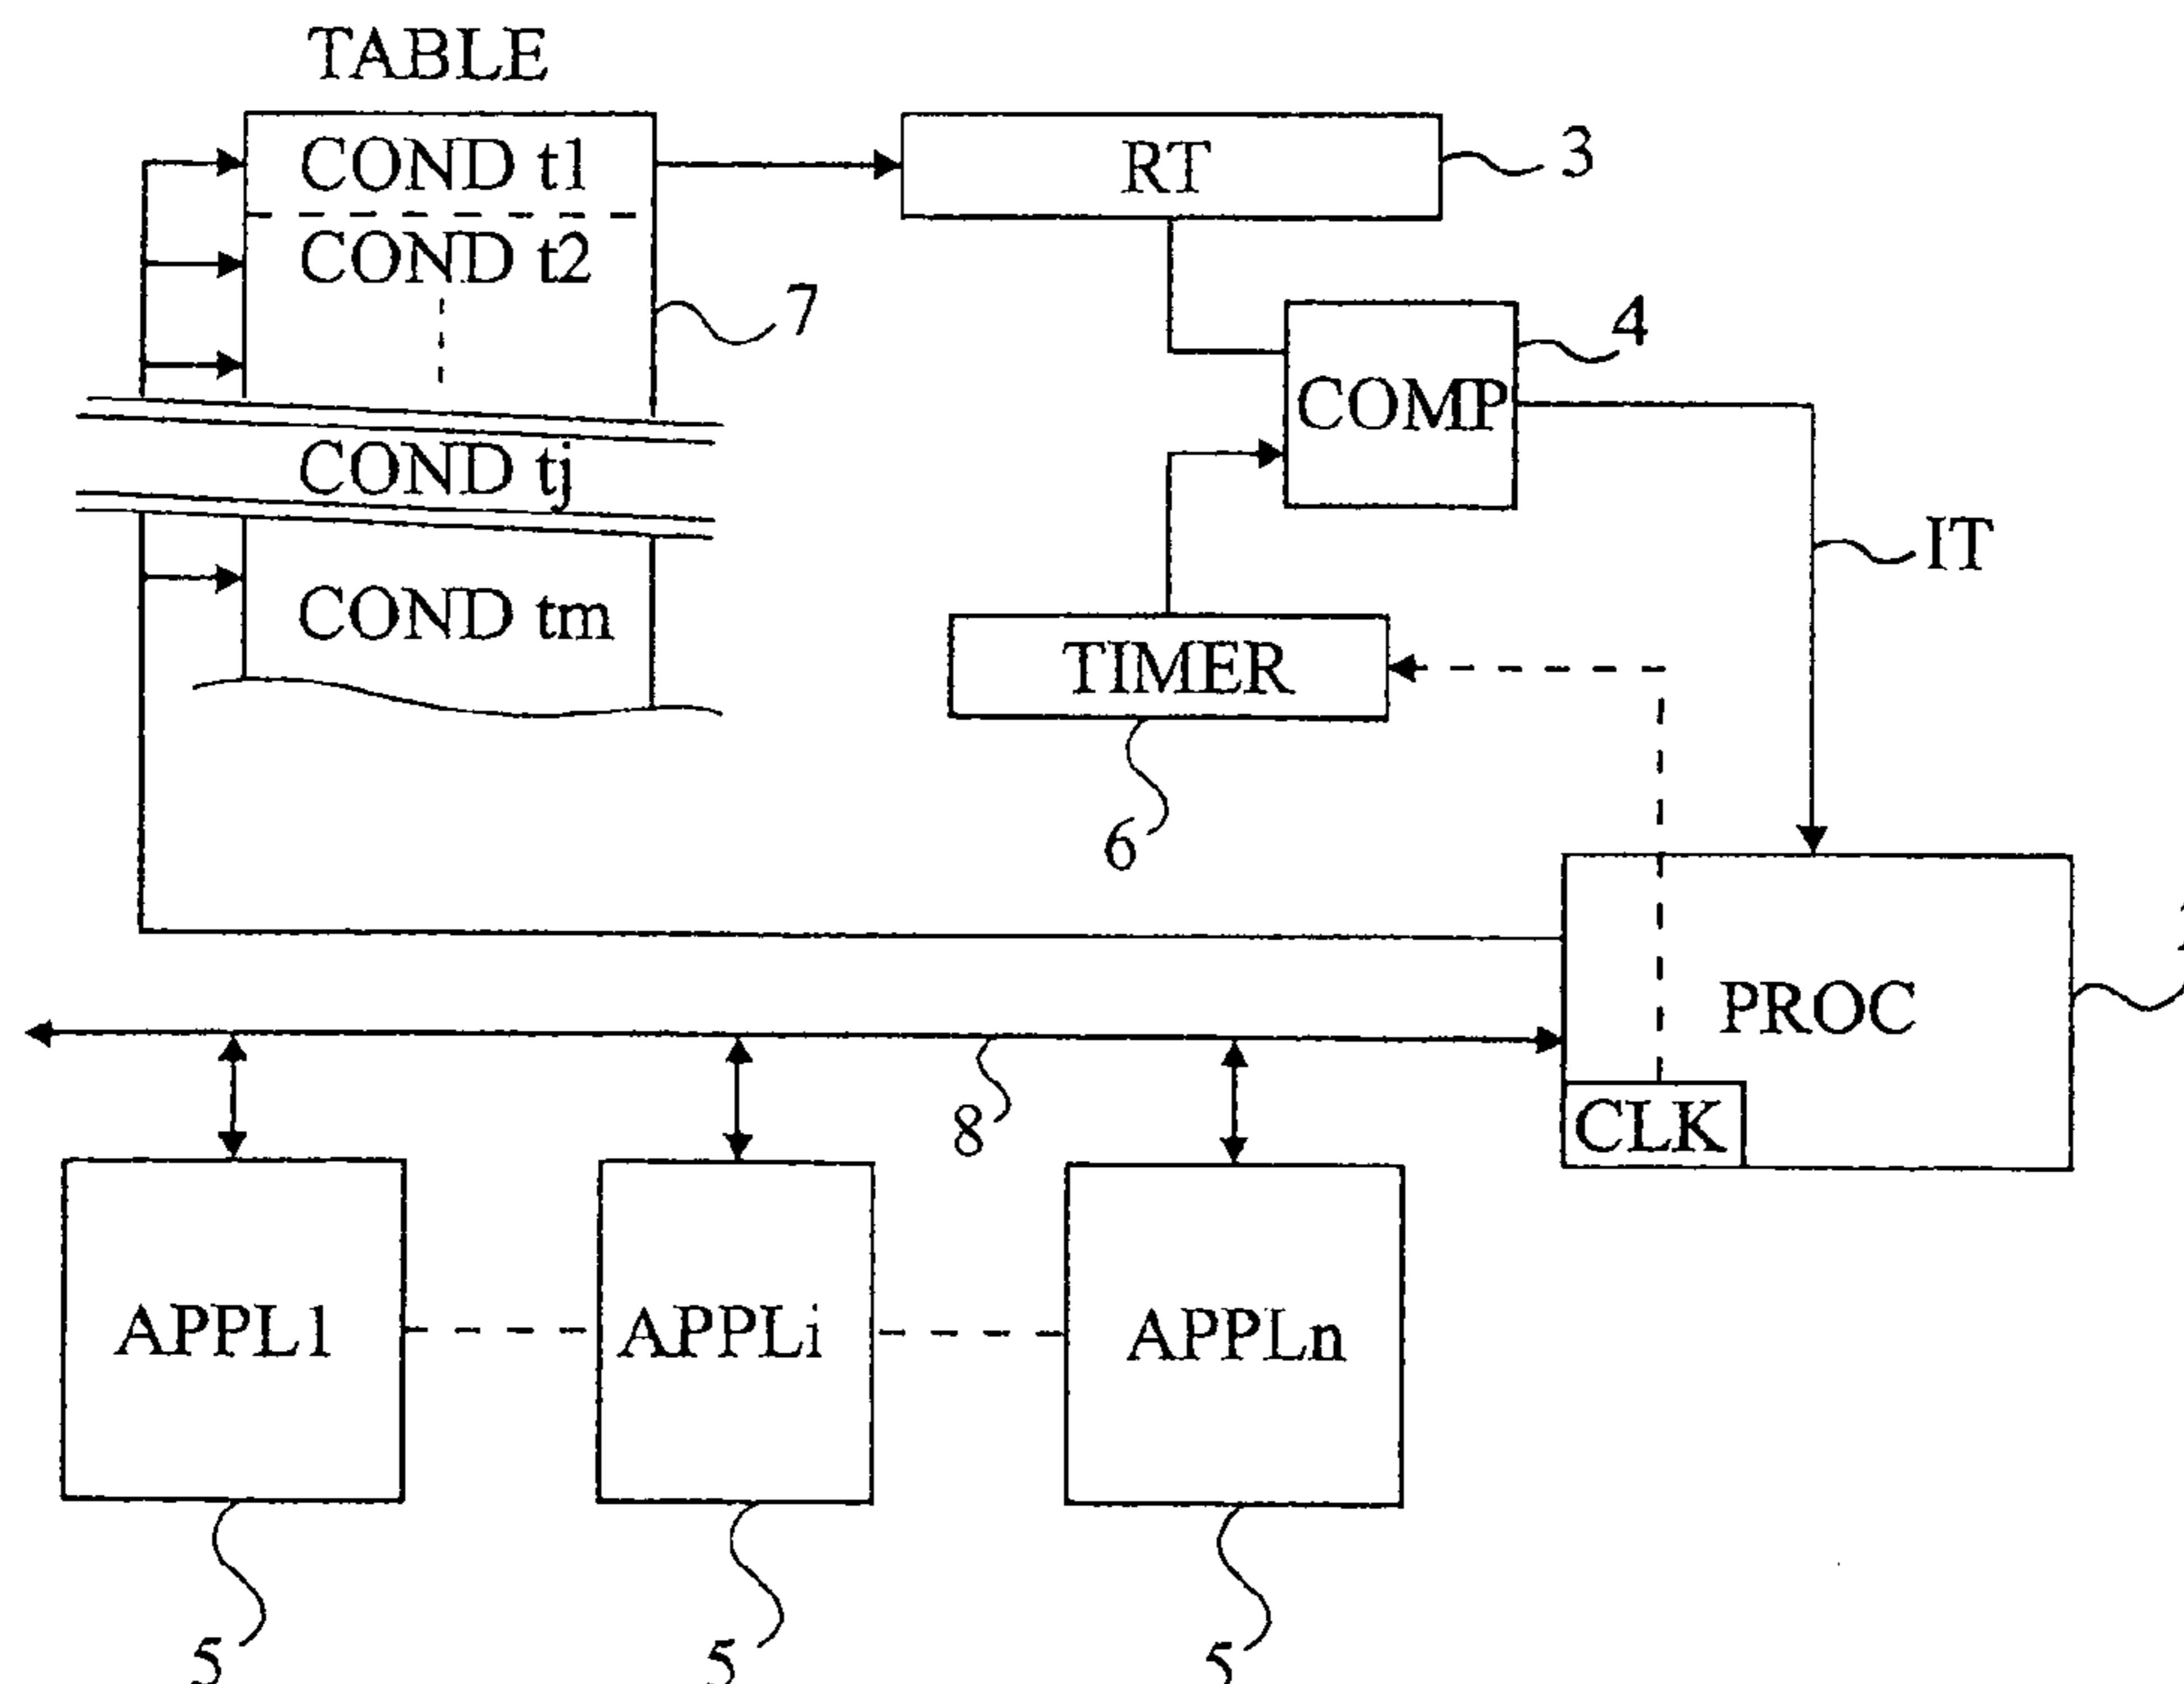 TABLE
COND t1
RT
3
COND t2
7
4
COMP
COND tj
IT
COND tm
TIMER
6
PROC
8
CLK
APPL1
APPLi
APPLn
5
5
5